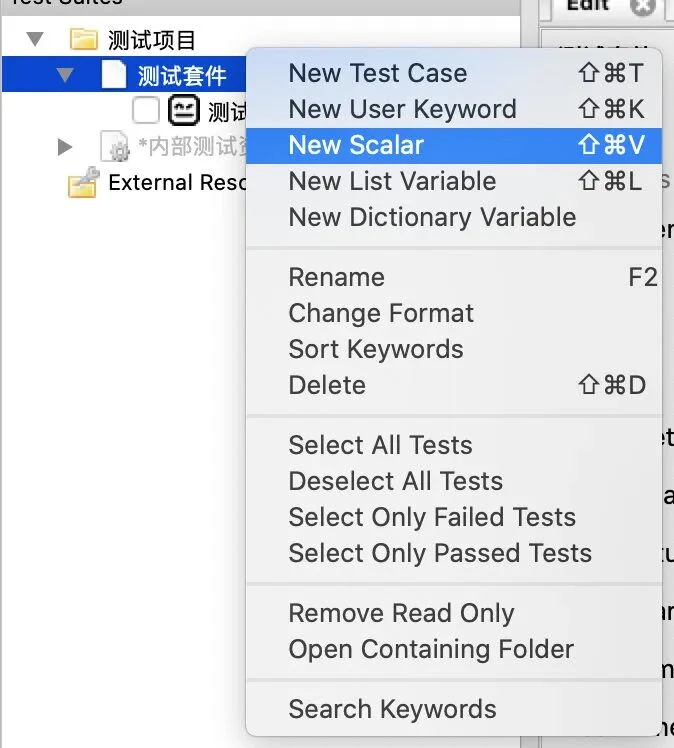 Test Suites
Edit
测试项目
测试套件
测试
*内部测试
External Reso
New Test Case ⇧⌘T
New User Keyword ⇧⌘K
New Scalar ⇧⌘V
New List Variable ⇧⌘L
New Dictionary Variable
Rename F2
Change Format
Sort Keywords
Delete ⇧⌘D
Select All Tests
Deselect All Tests
Select Only Failed Tests
Select Only Passed Tests
Remove Read Only
Open Containing Folder
Search Keywords